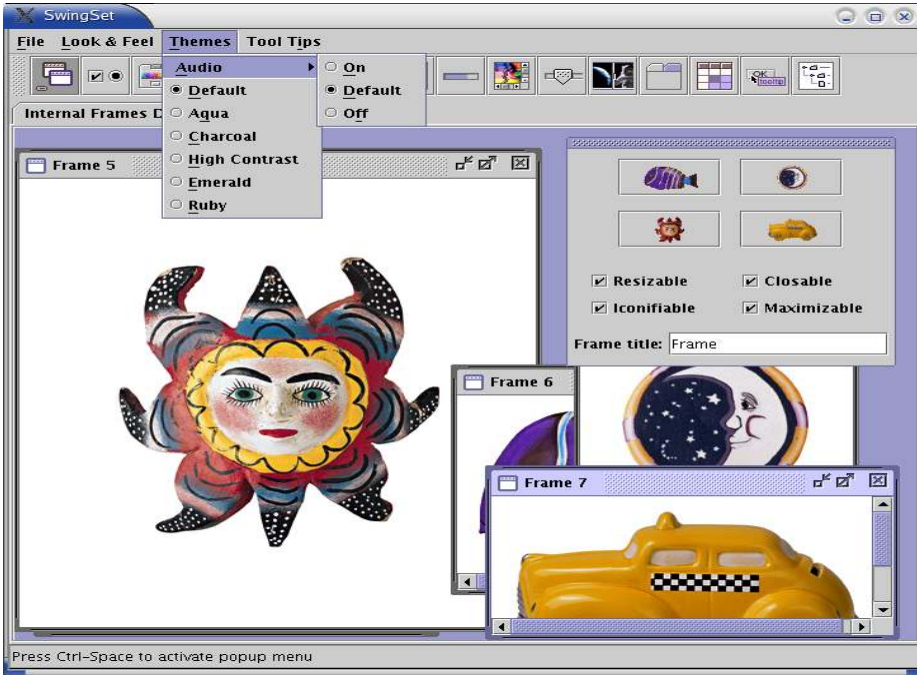 SwingSet
File Look & Feel Themes Tool Tips
Audio
Default
Aqua
Charcoal
High Contrast
Emerald
Ruby
On
Default
Off
OK
tooltip
Internal Frames D
Frame 5
Resizable
Closable
Iconifiable
Maximizable
Frame title: Frame
Frame 6
Frame 7
Press Ctrl-Space to activate popup menu